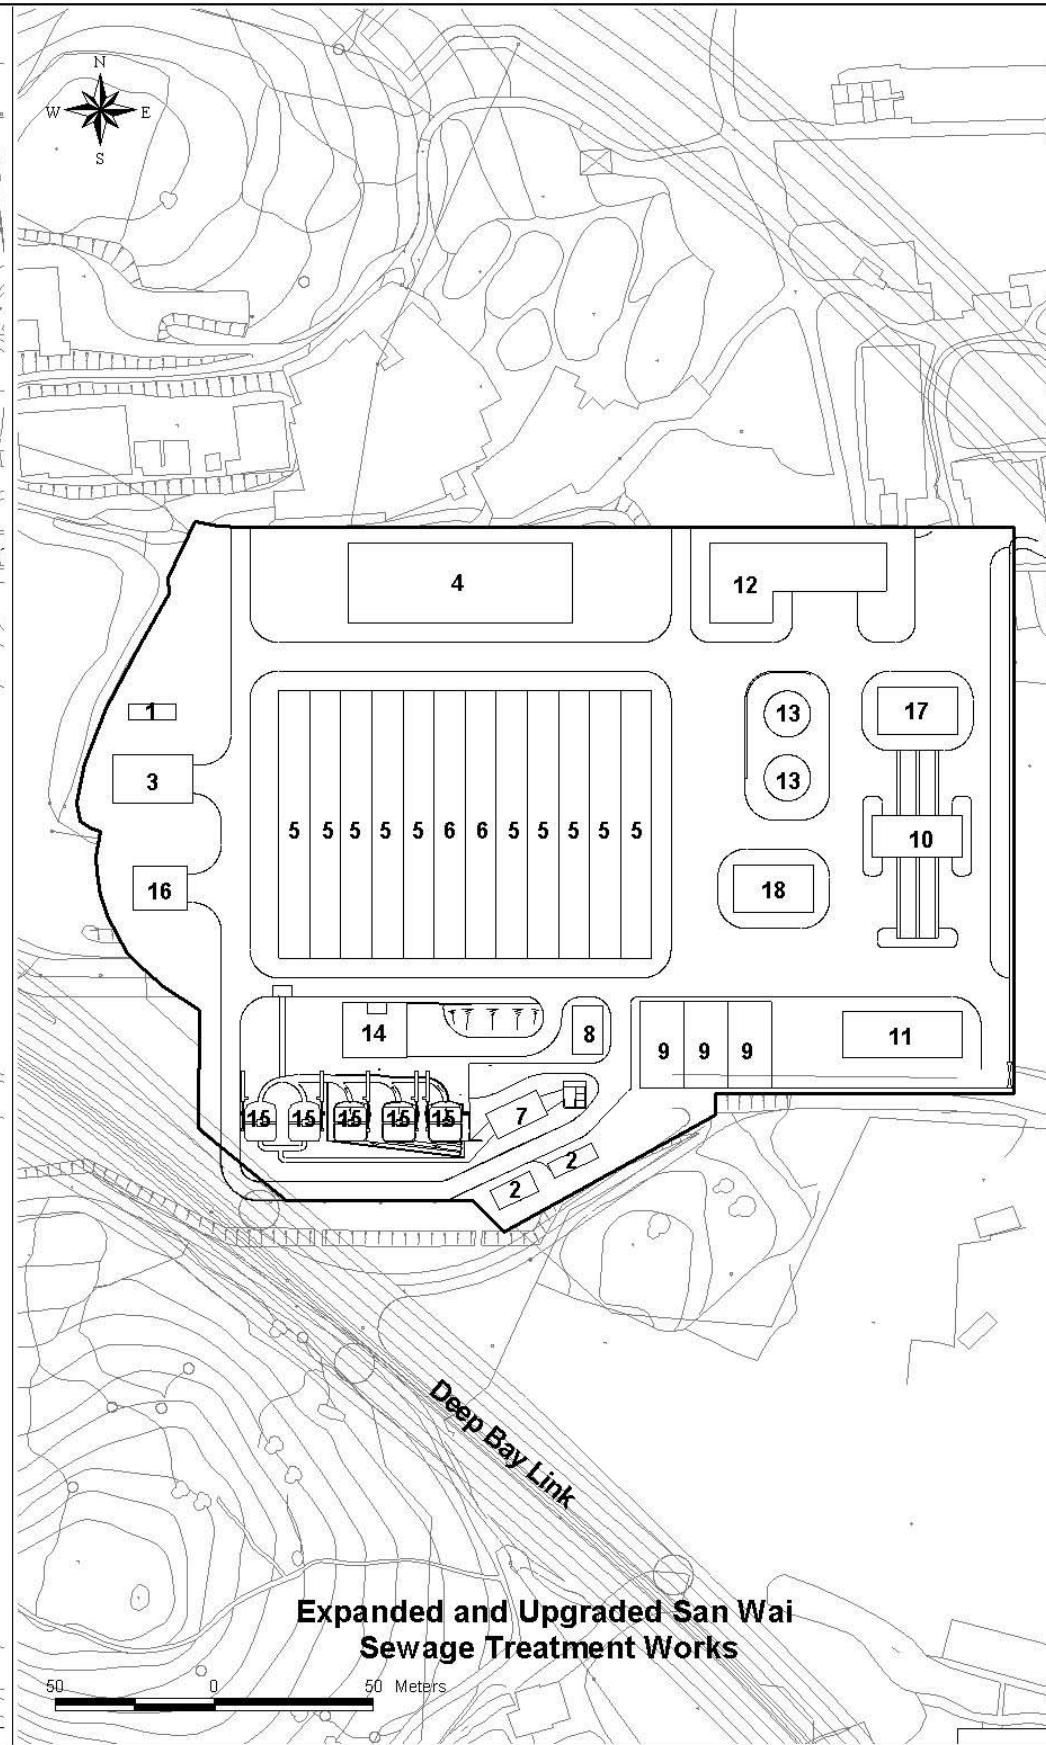 N
W E
S
4
12
1
13
17
3
13
5 5 5 5 5 6 6 5 5 5 5 5
10
16
18
14
8
11
9 9 9
15 15 15 15 15
7
2
2
Deep Bay Link
Expanded and Upgraded San Wai
Sewage Treatment Works
50 0 50 Meters